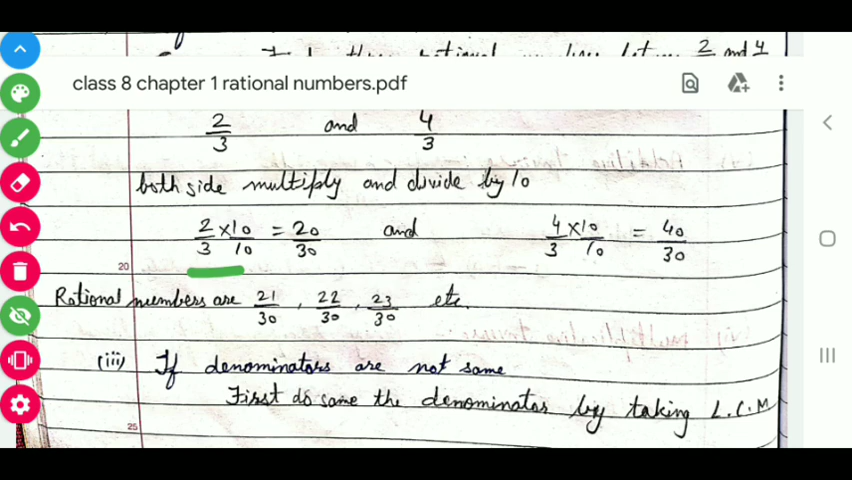 class 8 chapter 1 rational numbers.pdf
2/3 and 4/3
both side multiply and divide by 10
2/3 × 10/10 = 20/30 and 4/3 × 10/10 = 40/30
20
Rational numbers are 21/30, 22/30, 23/30 etc.
(iii) If denominators are not same
First do same the denominator by taking L.C.M
25